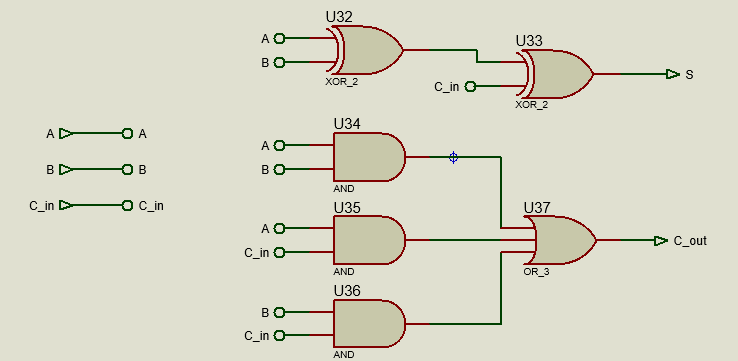 U32
A
B
XOR_2
U33
C_in
XOR_2
S
A A
B B
C_in C_in
U34
A
B
AND
U35
A
C_in
AND
U36
B
C_in
AND
U37
OR_3
C_out